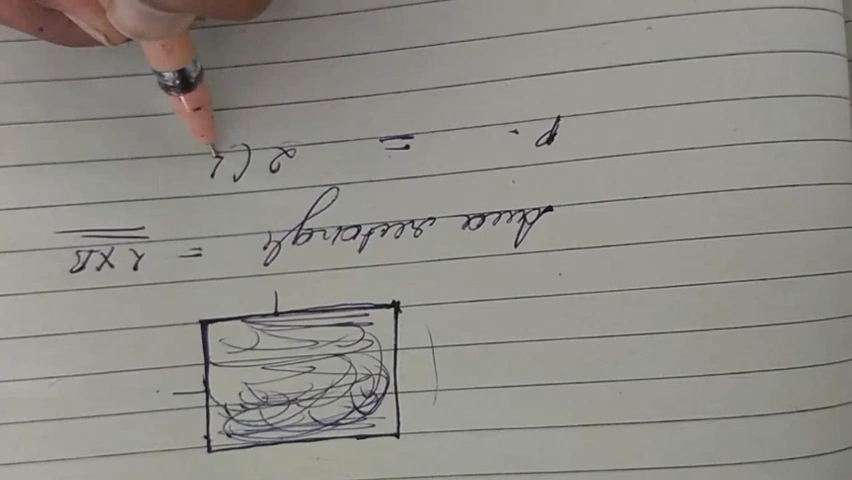 Area rectangle = L×B
P. = 2(L